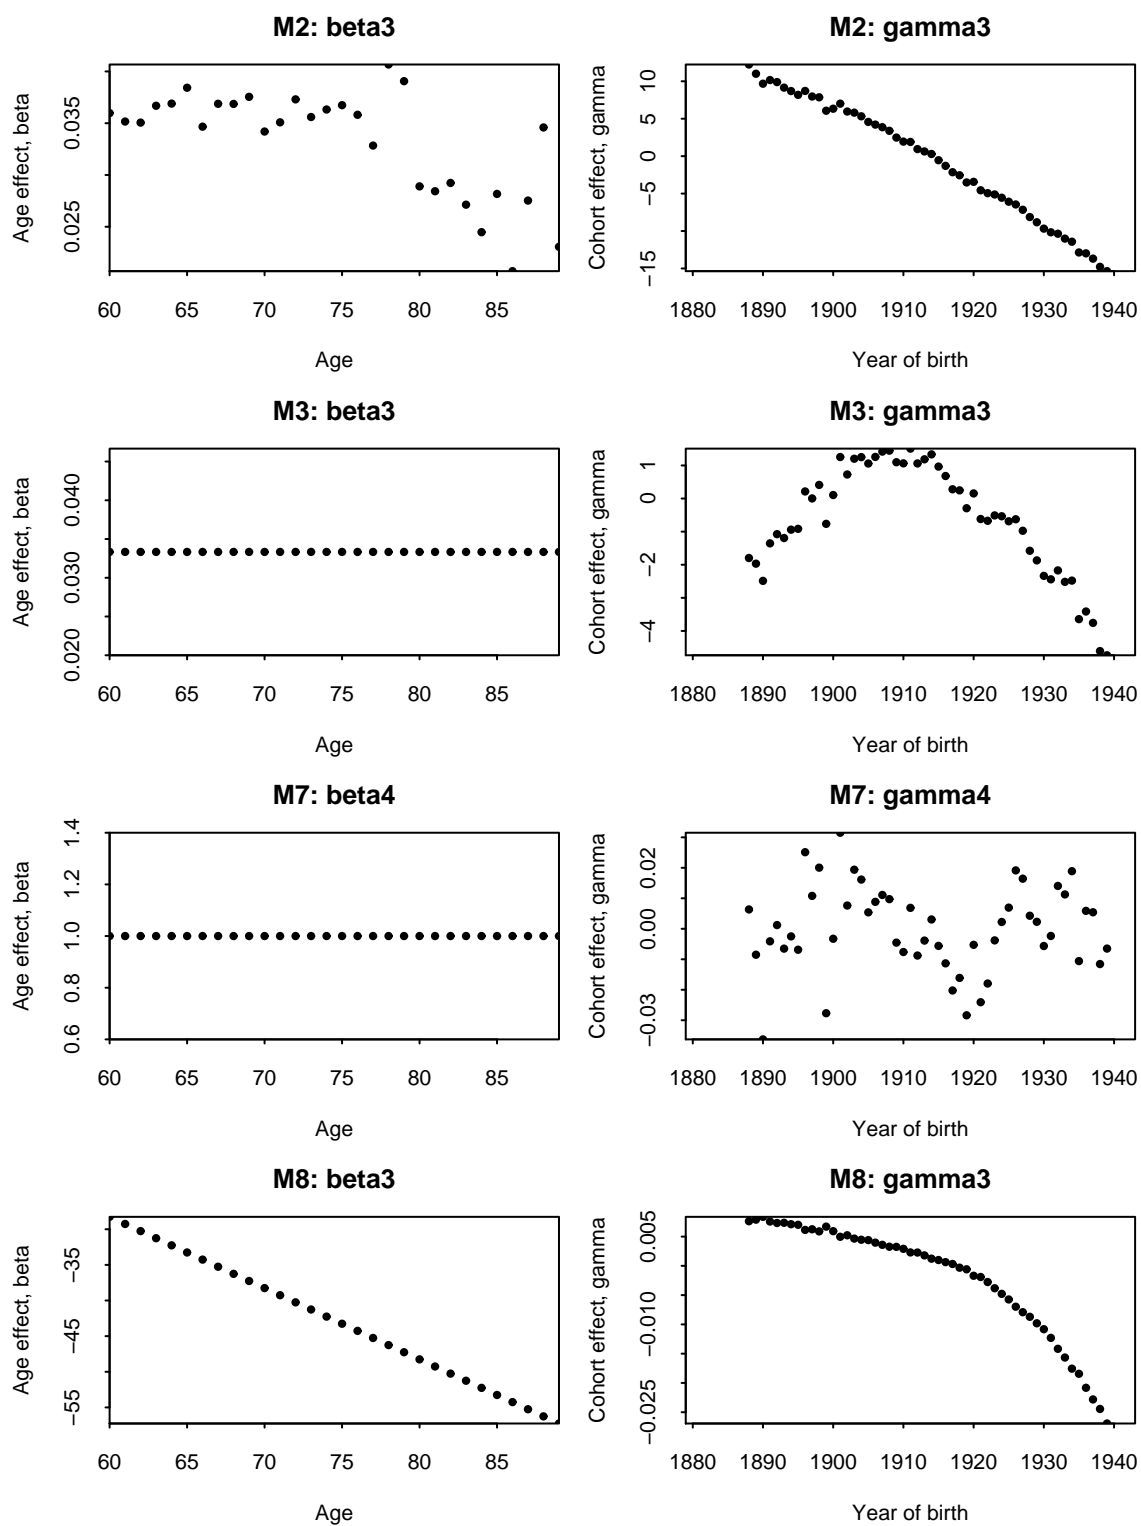 M2: beta3
Age effect, beta
0.025 0.035
60 65 70 75 80 85
Age
M2: gamma3
Cohort effect, gamma
−15 −5 0 5 10
1880 1890 1900 1910 1920 1930 1940
Year of birth
M3: beta3
Age effect, beta
0.020 0.030 0.040
60 65 70 75 80 85
Age
M3: gamma3
Cohort effect, gamma
−4 −2 0 1
1880 1890 1900 1910 1920 1930 1940
Year of birth
M7: beta4
Age effect, beta
0.6 0.8 1.0 1.2 1.4
60 65 70 75 80 85
Age
M7: gamma4
Cohort effect, gamma
−0.03 0.00 0.02
1880 1890 1900 1910 1920 1930 1940
Year of birth
M8: beta3
Age effect, beta
−55 −45 −35
60 65 70 75 80 85
Age
M8: gamma3
Cohort effect, gamma
−0.025 −0.010 0.005
1880 1890 1900 1910 1920 1930 1940
Year of birth